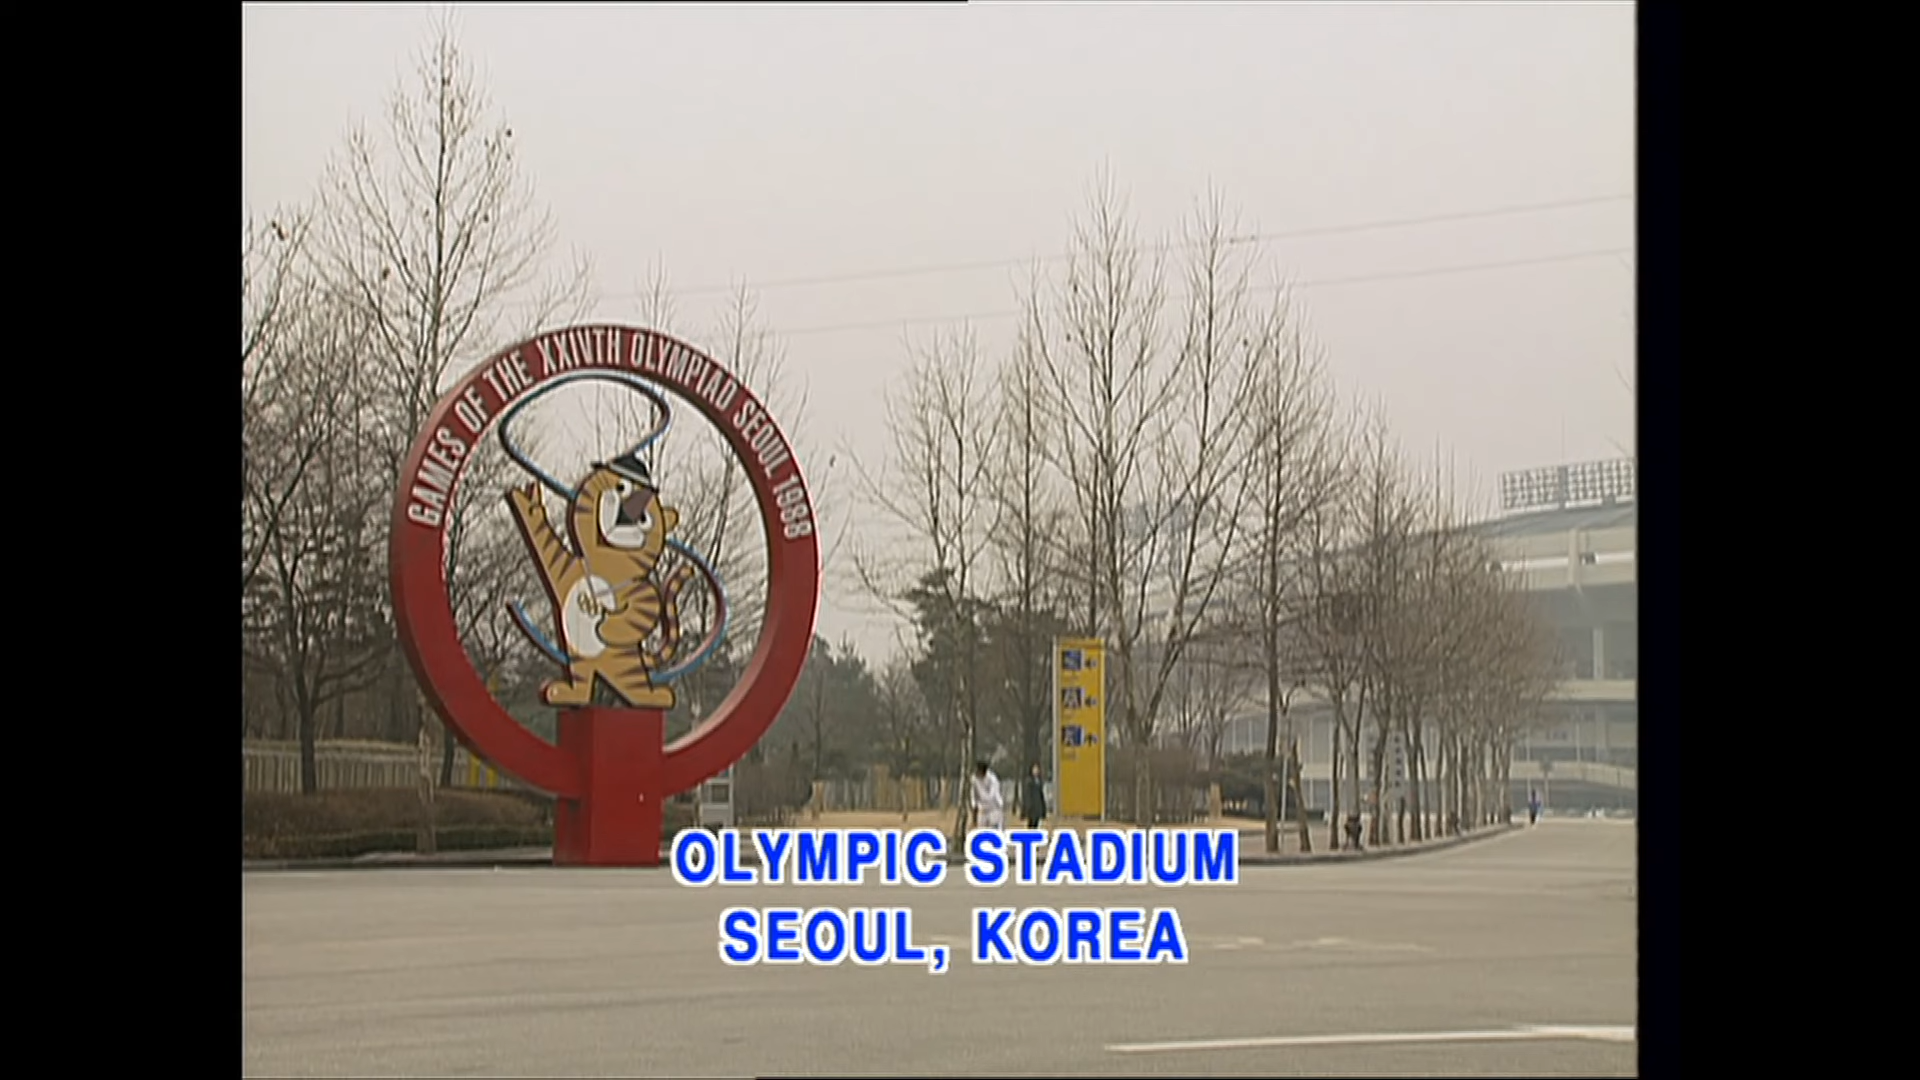 GAMES OF THE XXIVTH OLYMPIAD SEOUL 1988
OLYMPIC STADIUM
SEOUL, KOREA